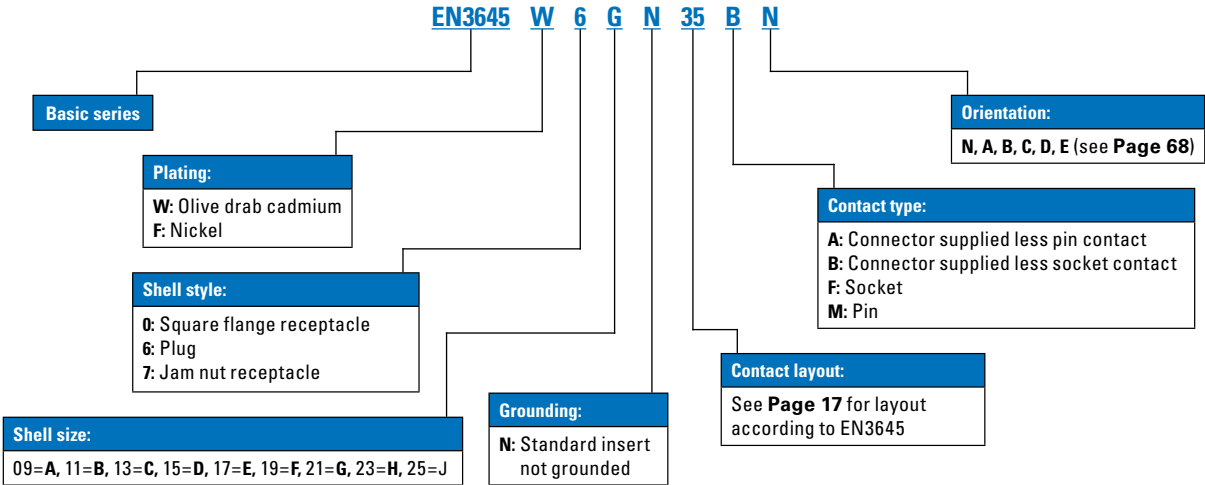 EN3645 W 6 G N 35 B N
Basic series
Orientation:
N, A, B, C, D, E (see Page 68)
Plating:
W: Olive drab cadmium
F: Nickel
Contact type:
A: Connector supplied less pin contact
B: Connector supplied less socket contact
F: Socket
M: Pin
Shell style:
0: Square flange receptacle
6: Plug
7: Jam nut receptacle
Contact layout:
See Page 17 for layout
according to EN3645
Grounding:
N: Standard insert
not grounded
Shell size:
09=A, 11=B, 13=C, 15=D, 17=E, 19=F, 21=G, 23=H, 25=J